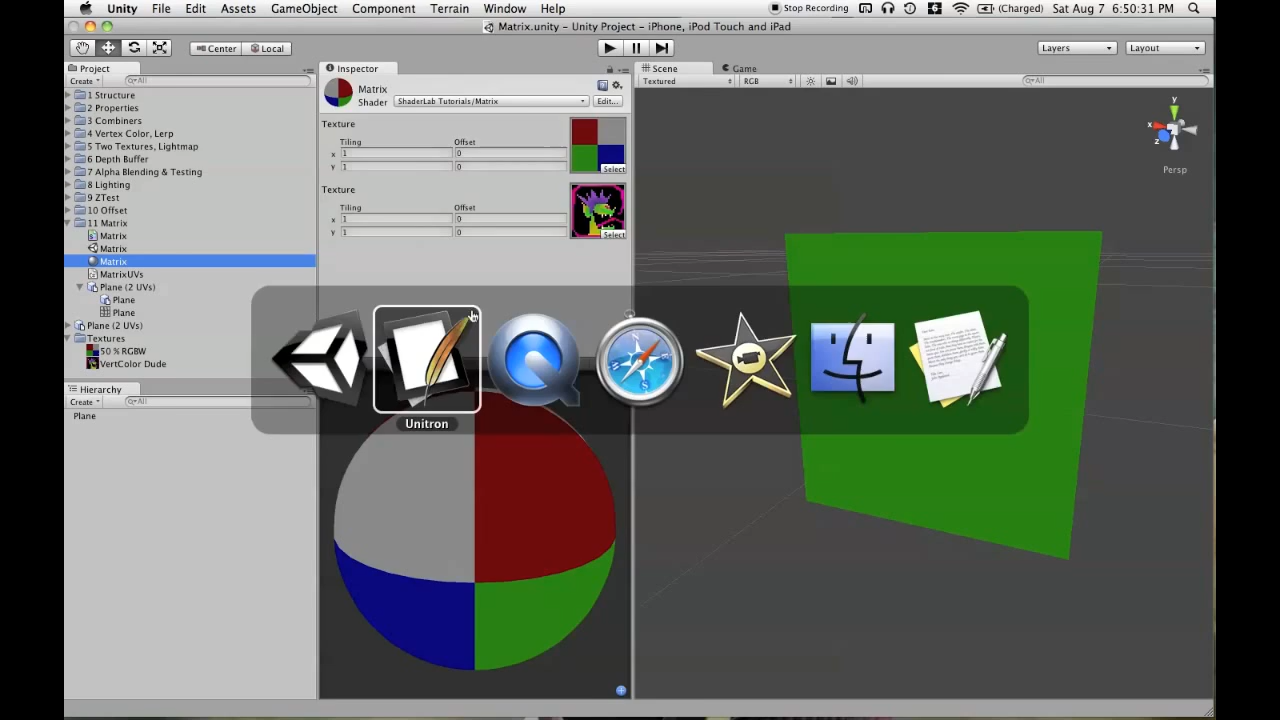 Unity File Edit Assets GameObject Component Terrain Window Help Stop Recording 6 (Charged) Sat Aug 7 6:50:31 PM
Matrix.unity - Unity Project - iPhone, iPod Touch and iPad
Center Local Layers Layout
Project Inspector Scene Game
Create All Textured RGB All
1 Structure
2 Properties
3 Combiners
4 Vertex Color, Lerp
5 Two Textures, Lightmap
6 Depth Buffer
7 Alpha Blending & Testing
8 Lighting
9 ZTest
10 Offset
11 Matrix
Matrix
Matrix
Matrix
MatrixUVs
Plane (2 UVs)
Plane
Plane
Plane (2 UVs)
Textures
50 % RGBW
VertColor Dude
Hierarchy
Create All
Plane
Matrix
Shader ShaderLab Tutorials/Matrix Edit...
Texture
Tiling Offset
x 1 0
y 1 0
Select
Texture
Tiling Offset
x 1 0
y 1 0
Select
y
x
z
Persp
Unitron